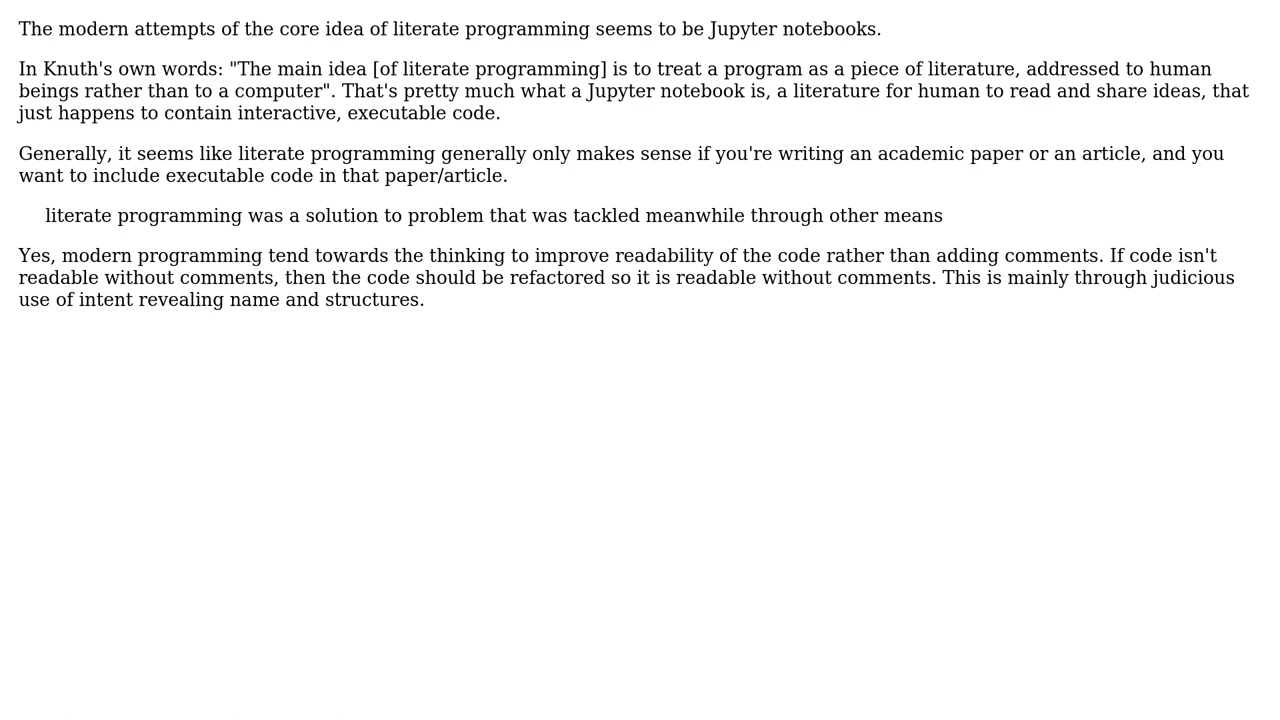 The modern attempts of the core idea of literate programming seems to be Jupyter notebooks.
In Knuth's own words: "The main idea [of literate programming] is to treat a program as a piece of literature, addressed to human
beings rather than to a computer". That's pretty much what a Jupyter notebook is, a literature for human to read and share ideas, that
just happens to contain interactive, executable code.
Generally, it seems like literate programming generally only makes sense if you're writing an academic paper or an article, and you
want to include executable code in that paper/article.
literate programming was a solution to problem that was tackled meanwhile through other means
Yes, modern programming tend towards the thinking to improve readability of the code rather than adding comments. If code isn't
readable without comments, then the code should be refactored so it is readable without comments. This is mainly through judicious
use of intent revealing name and structures.